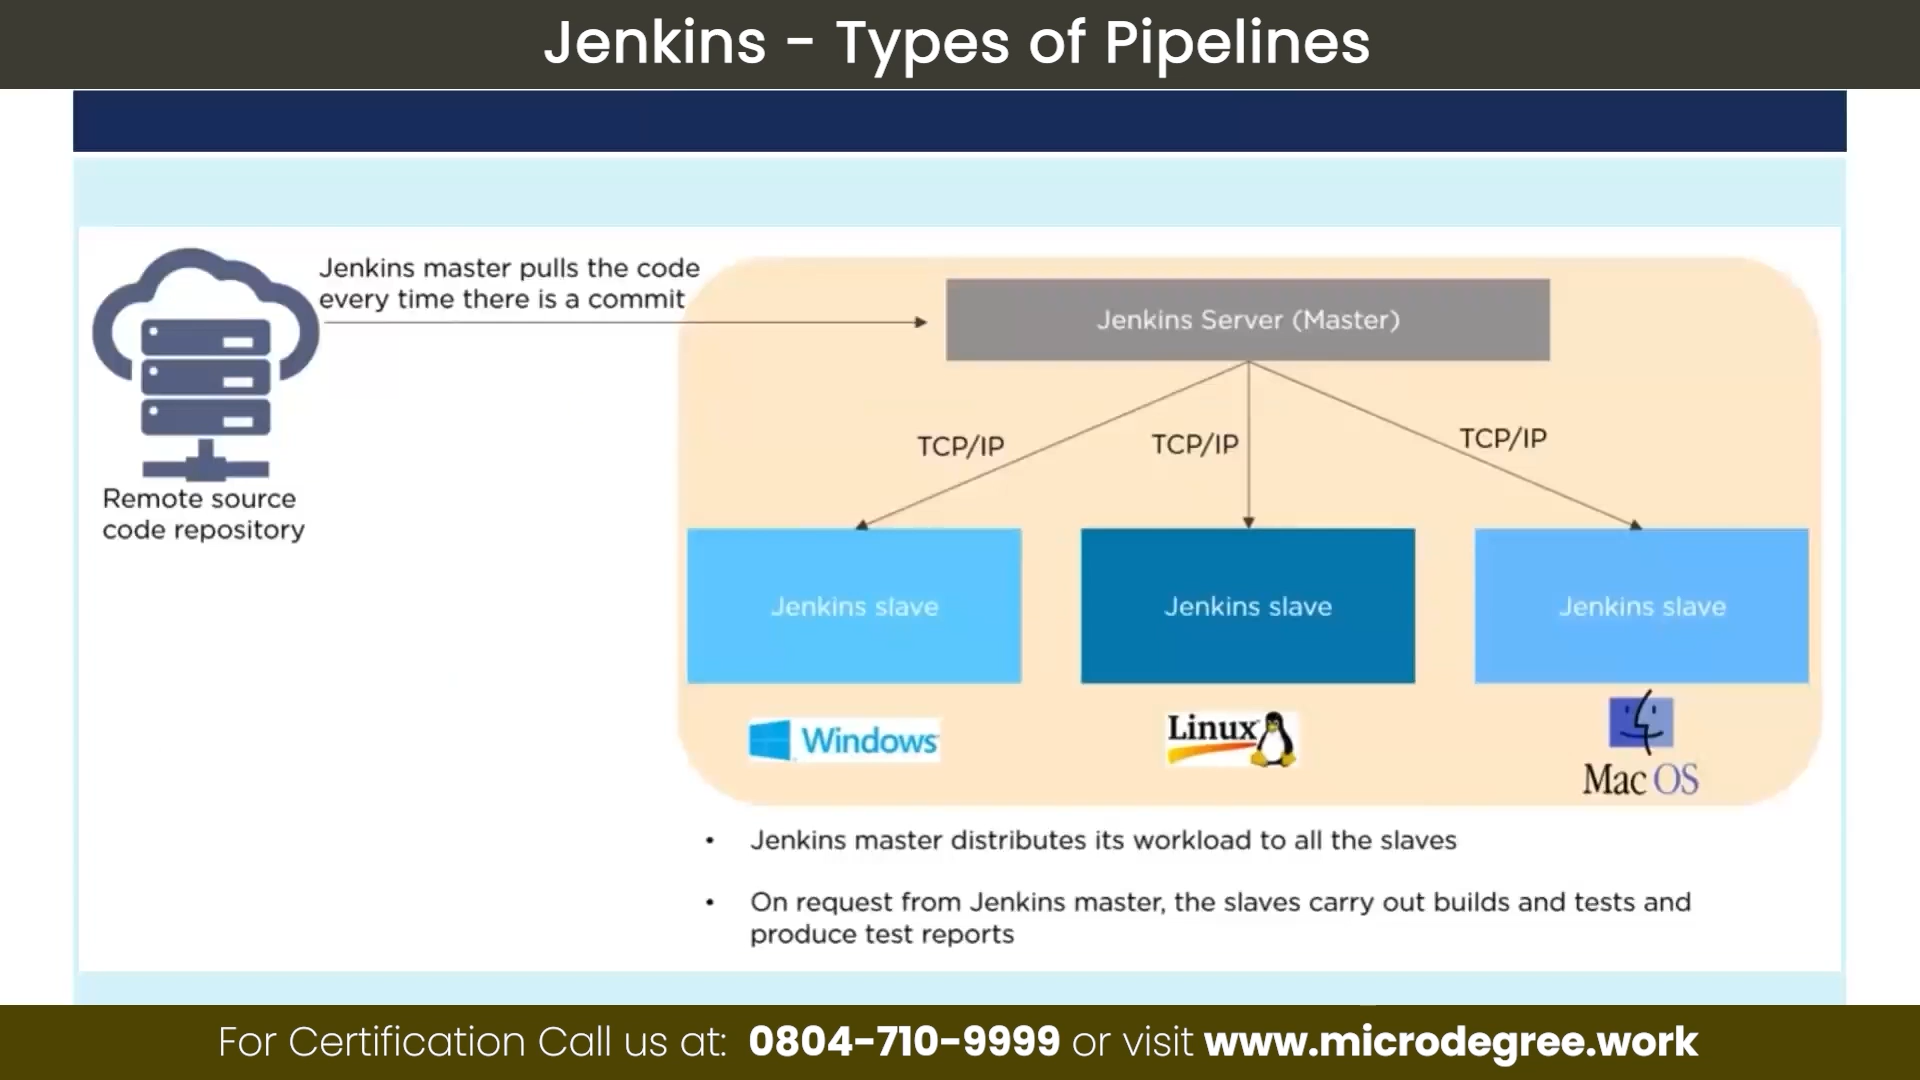 Jenkins - Types of Pipelines
Jenkins master pulls the code
every time there is a commit
Jenkins Server (Master)
TCP/IP
TCP/IP
TCP/IP
Remote source
code repository
Jenkins slave
Jenkins slave
Jenkins slave
Windows
Linux
Mac OS
• Jenkins master distributes its workload to all the slaves
• On request from Jenkins master, the slaves carry out builds and tests and
produce test reports
For Certification Call us at: 0804-710-9999 or visit www.microdegree.work